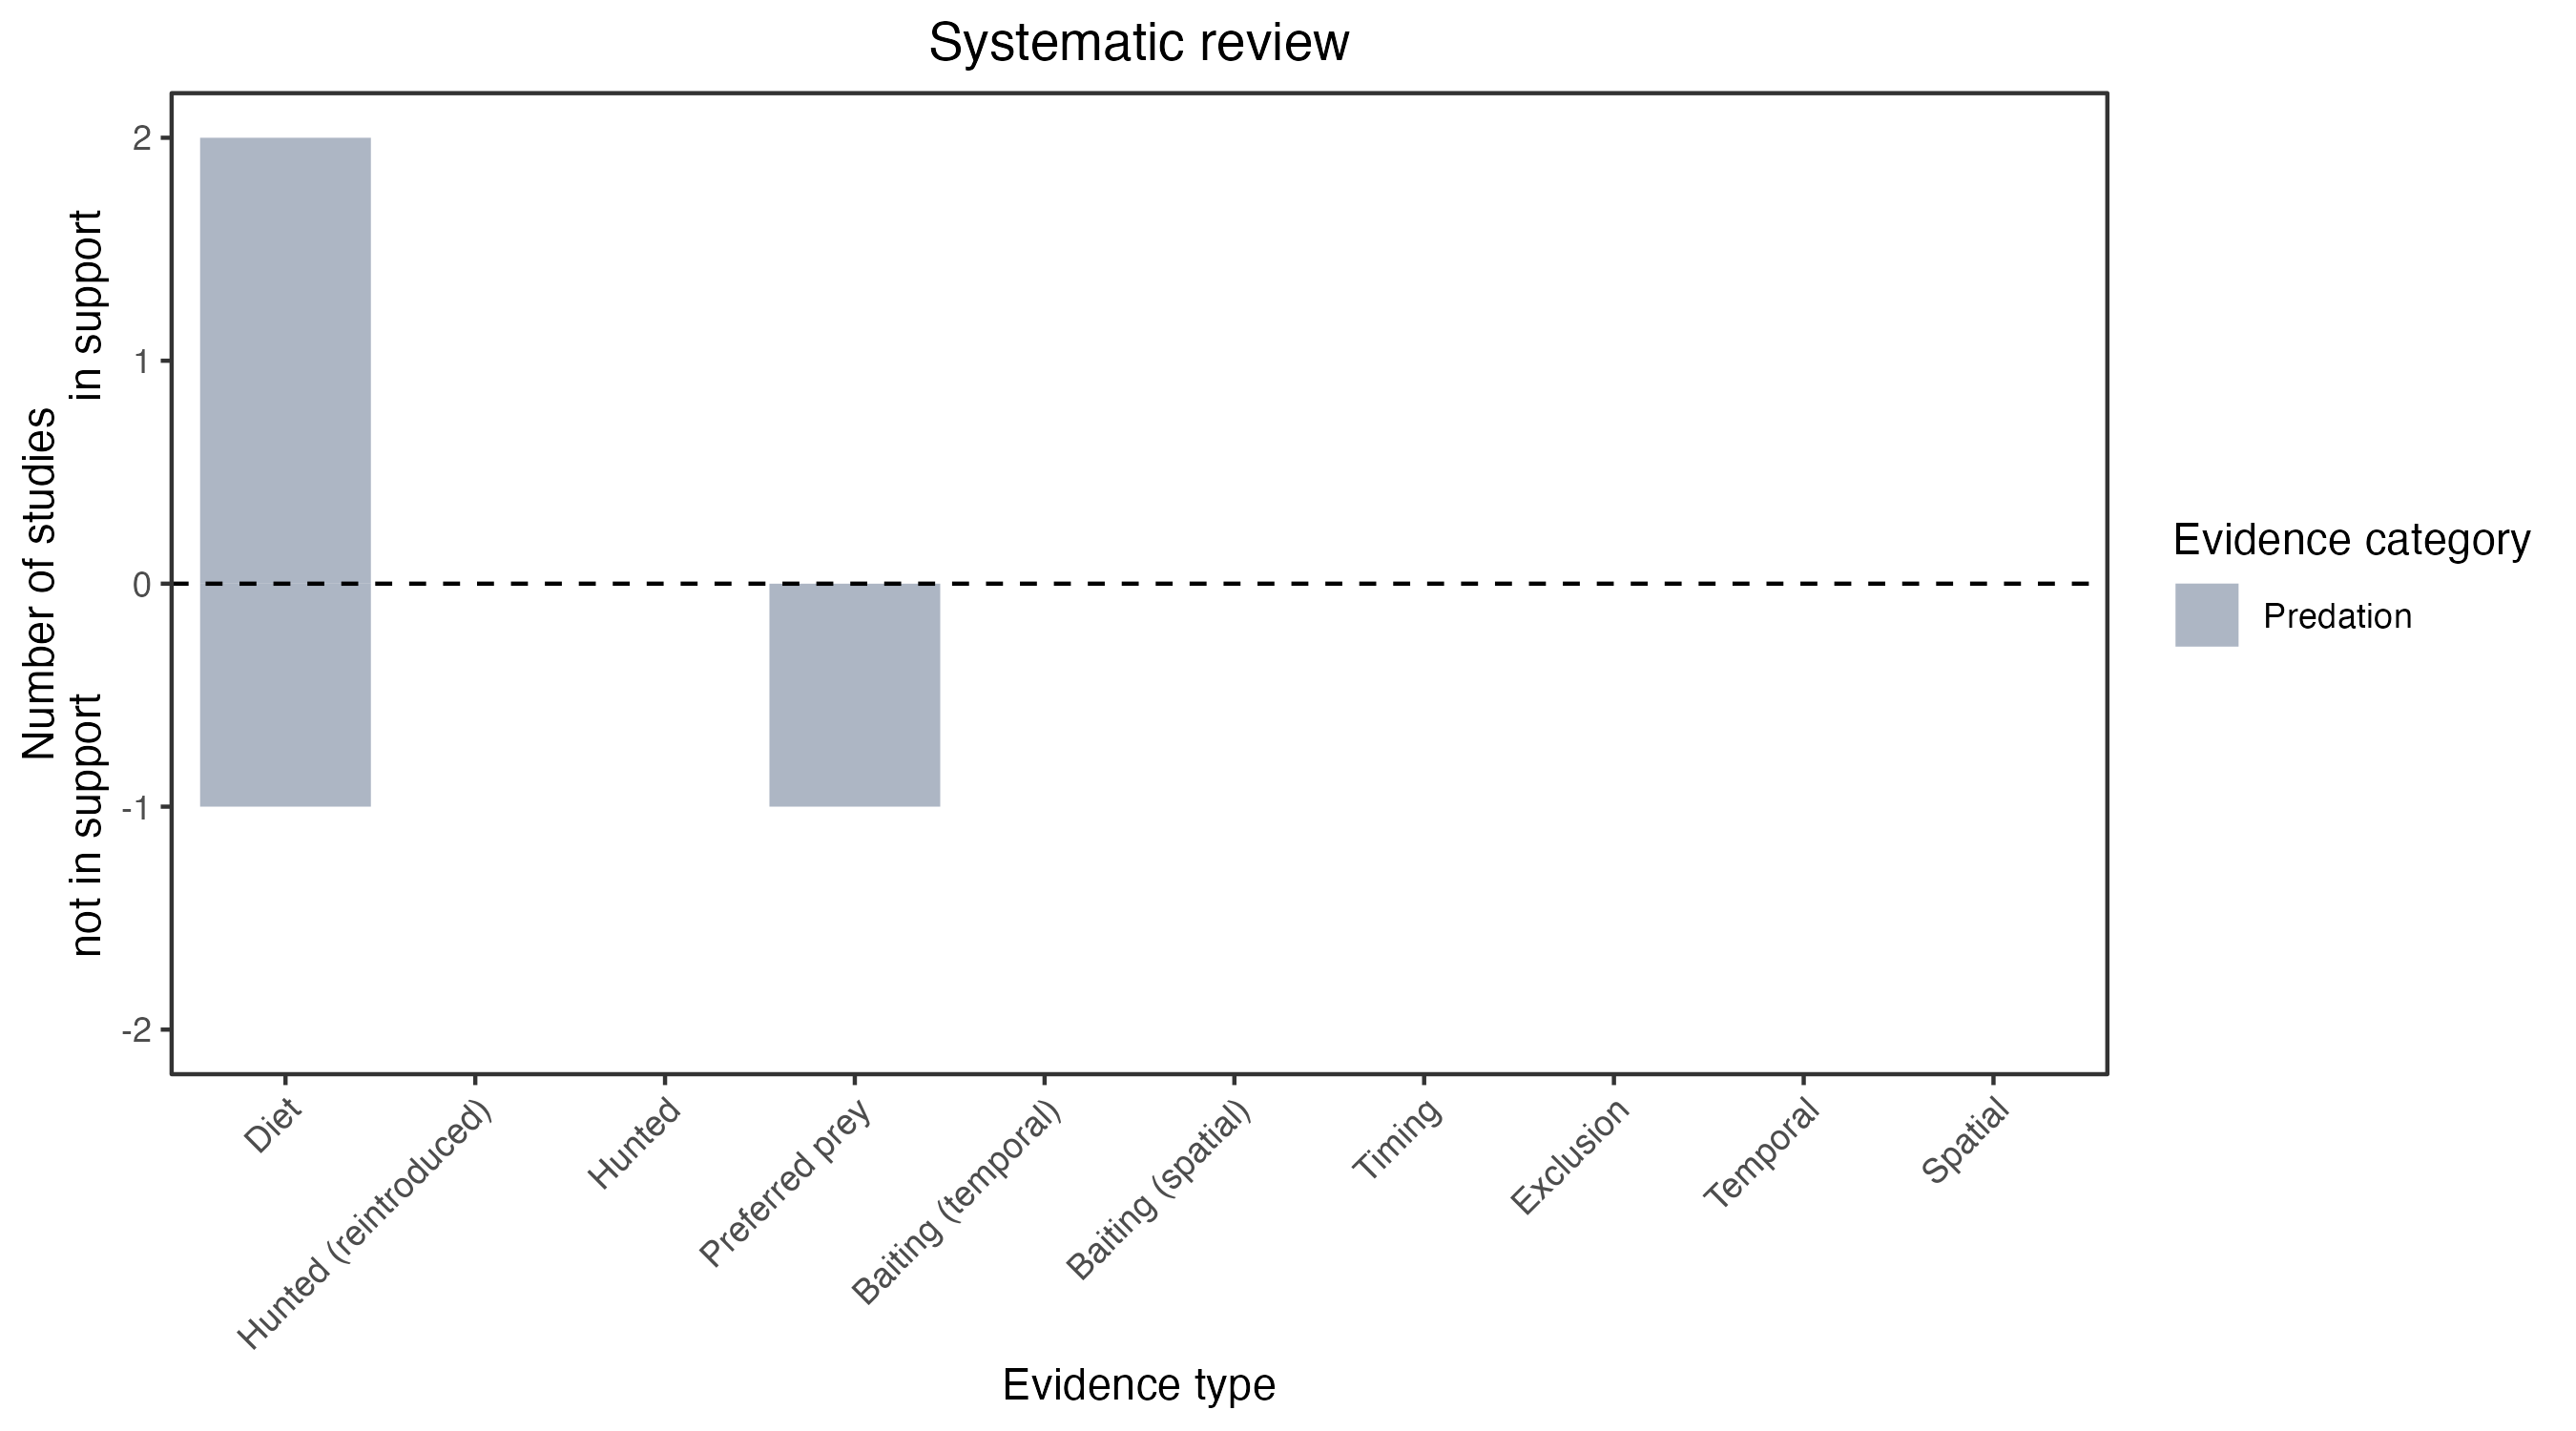 Systematic review
Number of studies
in support
not in support
2
1
0
-1
-2
Diet
Hunted (reintroduced)
Hunted
Preferred prey
Baiting (temporal)
Baiting (spatial)
Timing
Exclusion
Temporal
Spatial
Evidence type
Evidence category
Predation